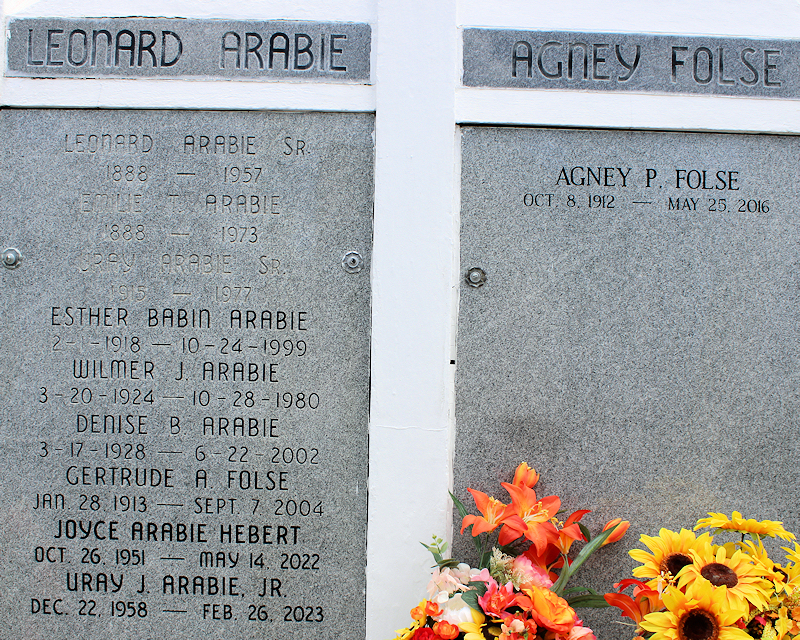 LEONARD ARABIE
LEONARD ARABIE SR.
1888 — 1957
EMILIE T. ARABIE
1888 — 1973
URAY ARABIE SR.
1915 — 1977
ESTHER BABIN ARABIE
2-1-1918 — 10-24-1999
WILMER J. ARABIE
3-20-1924 — 10-28-1980
DENISE B. ARABIE
3-17-1928 — 6-22-2002
GERTRUDE A. FOLSE
JAN. 28 1913 — SEPT. 7 2004
JOYCE ARABIE HEBERT
OCT. 26, 1951 — MAY 14, 2022
URAY J. ARABIE, JR.
DEC. 22, 1958 — FEB. 26, 2023
AGNEY FOLSE
AGNEY P. FOLSE
OCT. 8, 1912 — MAY 25, 2016